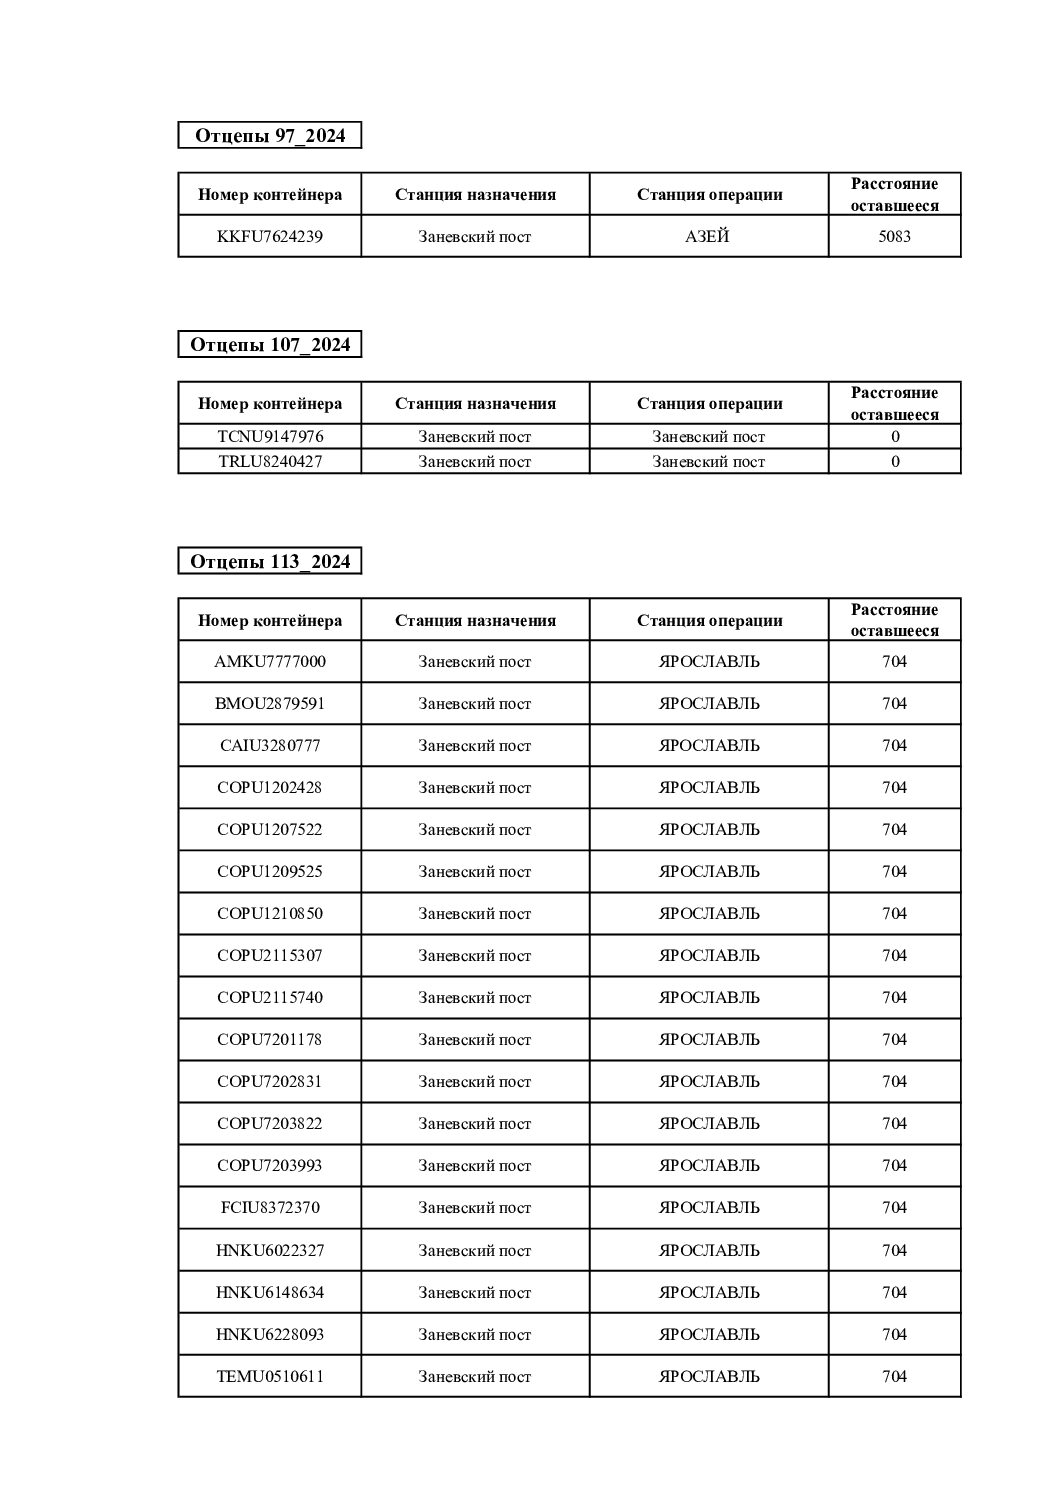 Отцепы 97_2024
Номер контейнера Станция назначения Станция операции Расстояние оставшееся
KKFU7624239 Заневский пост АЗЕЙ 5083
Отцепы 107_2024
Номер контейнера Станция назначения Станция операции Расстояние оставшееся
TCNU9147976 Заневский пост Заневский пост 0
TRLU8240427 Заневский пост Заневский пост 0
Отцепы 113_2024
Номер контейнера Станция назначения Станция операции Расстояние оставшееся
AMKU7777000 Заневский пост ЯРОСЛАВЛЬ 704
BMOU2879591 Заневский пост ЯРОСЛАВЛЬ 704
CAIU3280777 Заневский пост ЯРОСЛАВЛЬ 704
COPU1202428 Заневский пост ЯРОСЛАВЛЬ 704
COPU1207522 Заневский пост ЯРОСЛАВЛЬ 704
COPU1209525 Заневский пост ЯРОСЛАВЛЬ 704
COPU1210850 Заневский пост ЯРОСЛАВЛЬ 704
COPU2115307 Заневский пост ЯРОСЛАВЛЬ 704
COPU2115740 Заневский пост ЯРОСЛАВЛЬ 704
COPU7201178 Заневский пост ЯРОСЛАВЛЬ 704
COPU7202831 Заневский пост ЯРОСЛАВЛЬ 704
COPU7203822 Заневский пост ЯРОСЛАВЛЬ 704
COPU7203993 Заневский пост ЯРОСЛАВЛЬ 704
FCIU8372370 Заневский пост ЯРОСЛАВЛЬ 704
HNKU6022327 Заневский пост ЯРОСЛАВЛЬ 704
HNKU6148634 Заневский пост ЯРОСЛАВЛЬ 704
HNKU6228093 Заневский пост ЯРОСЛАВЛЬ 704
TEMU0510611 Заневский пост ЯРОСЛАВЛЬ 704